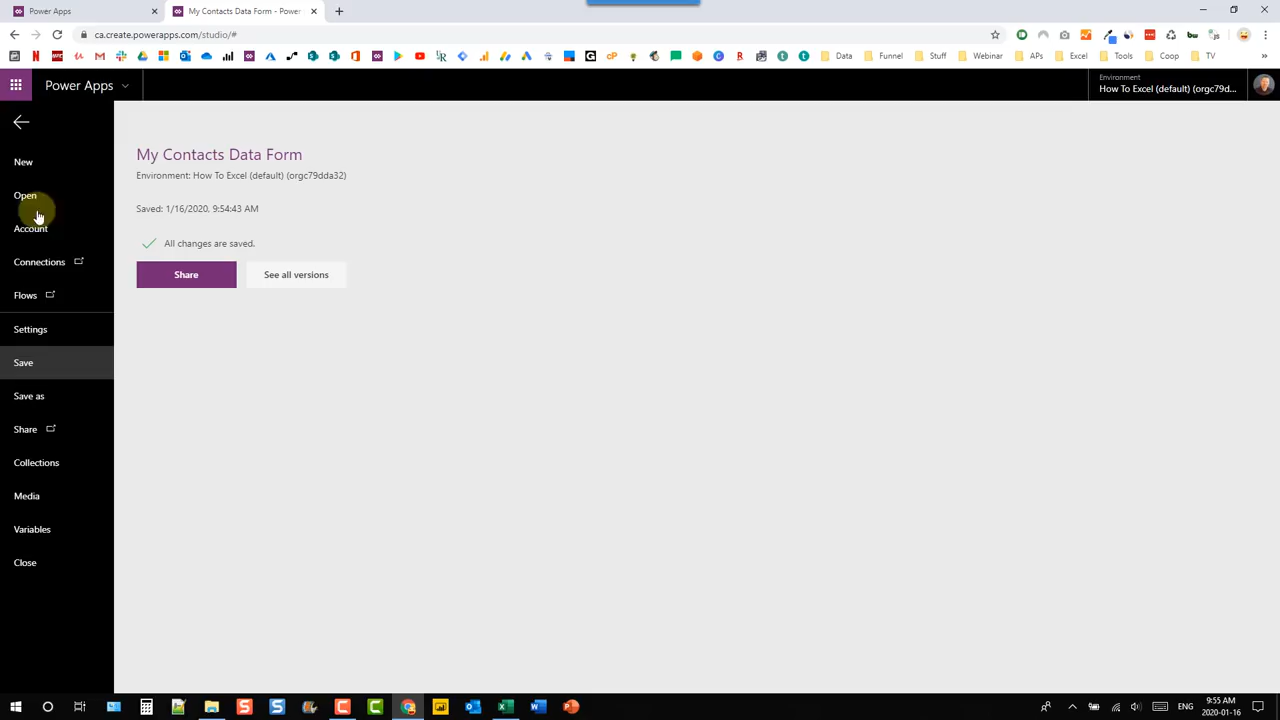 Power Apps
My Contacts Data Form - Power
ca.create.powerapps.com/studio/#
Data
Funnel
Stuff
Webinar
APIs
Excel
Tools
Coop
TV
Power Apps
Environment
How To Excel (default) (orgc79d...
New
Open
Account
Connections
Flows
Settings
Save
Save as
Share
Collections
Media
Variables
Close
My Contacts Data Form
Environment: How To Excel (default) (orgc79dda32)
Saved: 1/16/2020, 9:54:43 AM
All changes are saved.
Share
See all versions
ENG
9:55 AM
2020-01-16